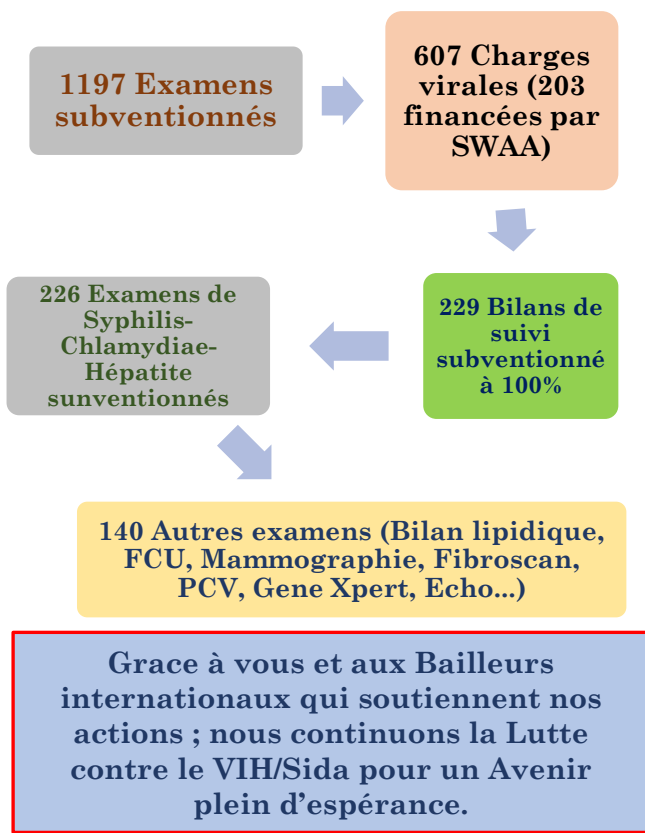 1197 Examens
subventionnés
607 Charges
virales (203
financées par
SWAA)
229 Bilans de
suivi
subventionné
à 100%
226 Examens de
Syphilis-
Chlamydiae-
Hépatite
sunventionnés
140 Autres examens (Bilan lipidique,
FCU, Mammographie, Fibroscan,
PCV, Gene Xpert, Echo...)
Grace à vous et aux Bailleurs
internationaux qui soutiennent nos
actions ; nous continuons la Lutte
contre le VIH/Sida pour un Avenir
plein d’espérance.